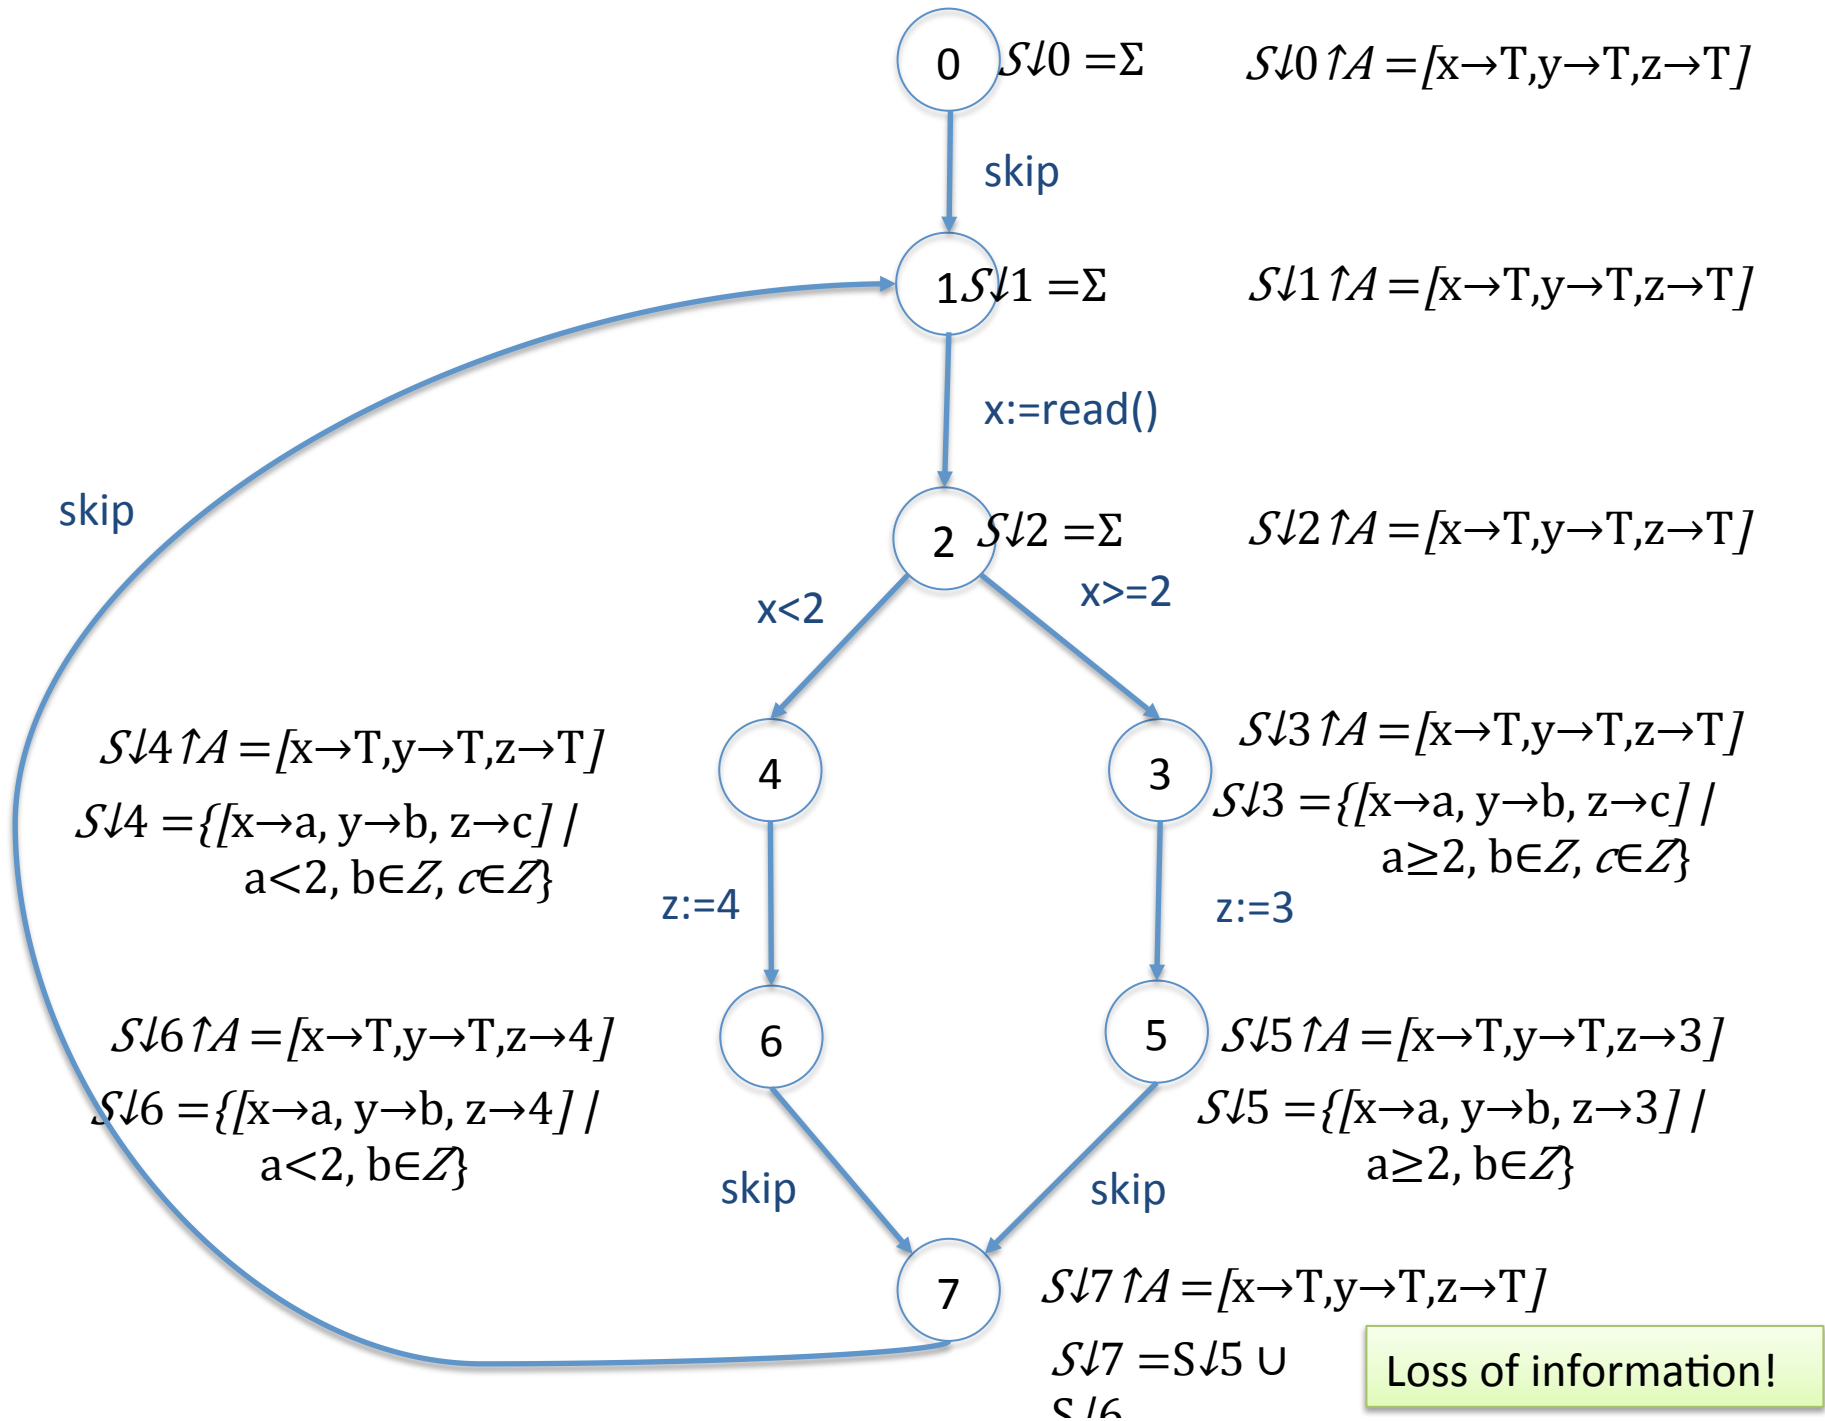 0
S↓0 =Σ
S↓0↑A =[x→T,y→T,z→T]
skip
1
S↓1 =Σ
S↓1↑A =[x→T,y→T,z→T]
x:=read()
skip
2
S↓2 =Σ
S↓2↑A =[x→T,y→T,z→T]
x<2
x>=2
S↓4↑A =[x→T,y→T,z→T]
S↓4 ={[x→a, y→b, z→c] |
a<2, b∈Z, c∈Z}
4
3
S↓3↑A =[x→T,y→T,z→T]
S↓3 ={[x→a, y→b, z→c] |
a≥2, b∈Z, c∈Z}
z:=4
z:=3
S↓6↑A =[x→T,y→T,z→4]
S↓6 ={[x→a, y→b, z→4] |
a<2, b∈Z}
6
5
S↓5↑A =[x→T,y→T,z→3]
S↓5 ={[x→a, y→b, z→3] |
a≥2, b∈Z}
skip
skip
7
S↓7↑A =[x→T,y→T,z→T]
S↓7 =S↓5 ∪
S↓6
Loss of information!